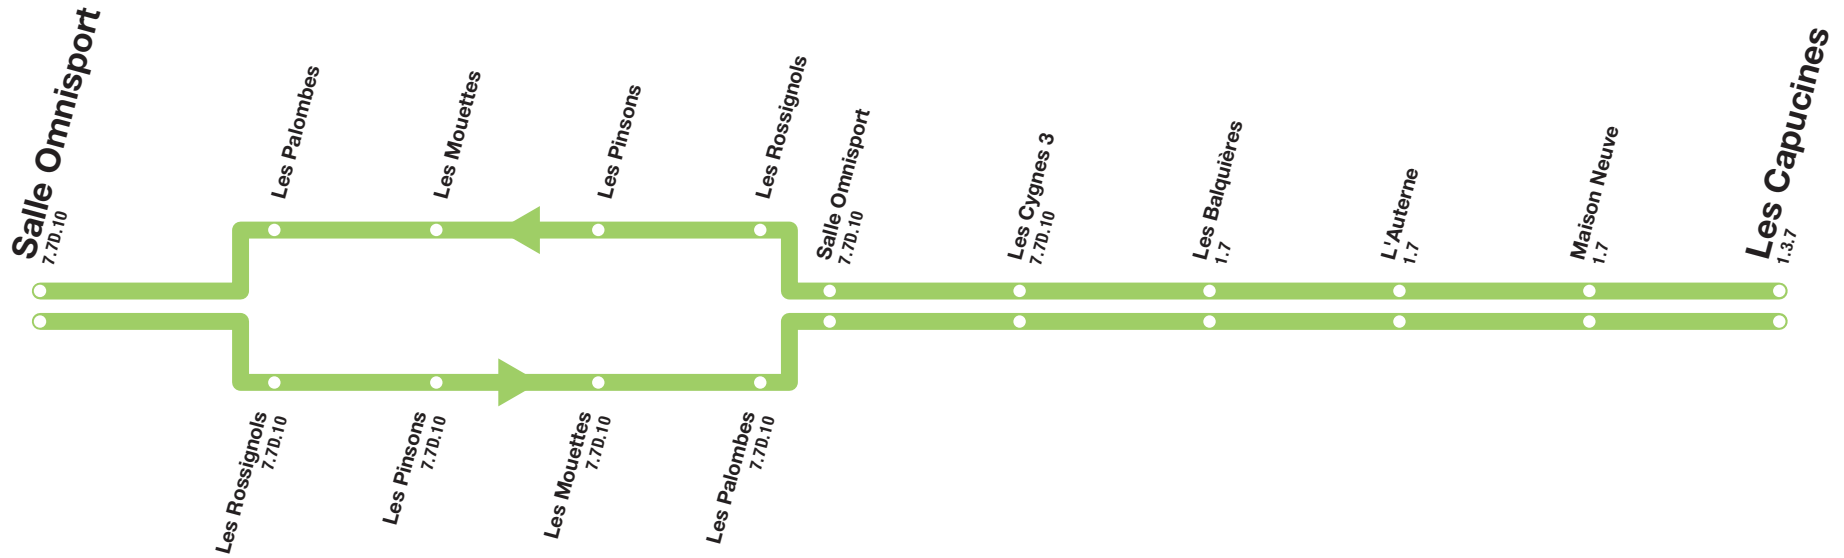 Salle Omnisport
7.7D.10
Les Palombes
Les Mouettes
Les Pinsons
Les Rossignols
Salle Omnisport
7.7D.10
Les Cygnes 3
7.7D.10
Les Balquières
1.7
L'Auterne
1.7
Maison Neuve
1.7
Les Capucines
1.3.7
Les Rossignols
7.7D.10
Les Pinsons
7.7D.10
Les Mouettes
7.7D.10
Les Palombes
7.7D.10